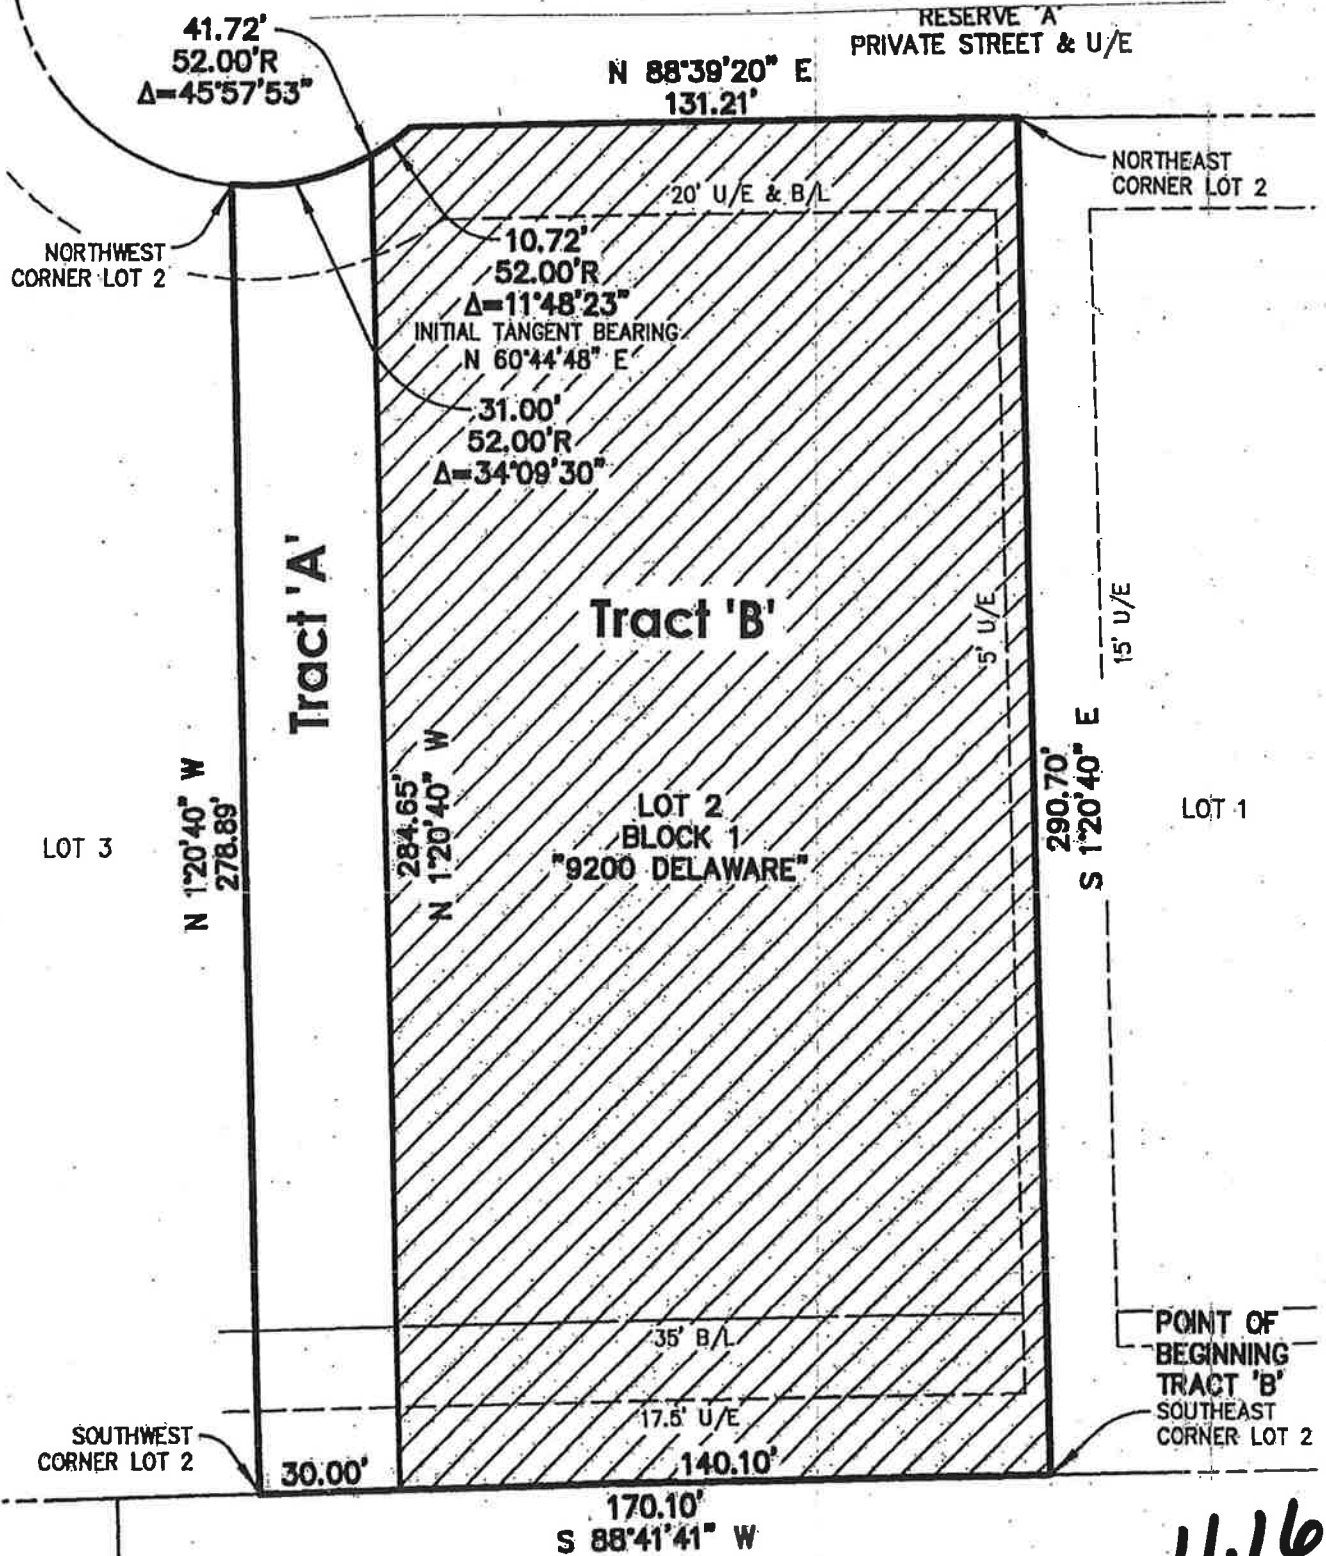 RESERVE 'A'
PRIVATE STREET & U/E
41.72'
52.00'R
Δ=45°57'53"
N 88°39'20" E
131.21'
NORTHEAST
CORNER LOT 2
20' U/E & B/L
NORTHWEST
CORNER LOT 2
10.72'
52.00'R
Δ=11°48'23"
INITIAL TANGENT BEARING
N 60°44'48" E
31.00'
52.00'R
Δ=34°09'30"
Tract 'A'
Tract 'B'
5' U/E
15' U/E
N 1°20'40" W
278.89'
284.65'
N 1°20'40" W
290.70'
S 1°20'40" E
LOT 3
LOT 2
BLOCK 1
"9200 DELAWARE"
LOT 1
35' B/L
17.5' U/E
POINT OF
BEGINNING
TRACT 'B'
SOUTHEAST
CORNER LOT 2
SOUTHWEST
CORNER LOT 2
30.00'
140.10'
170.10'
S 88°41'41" W
11.16